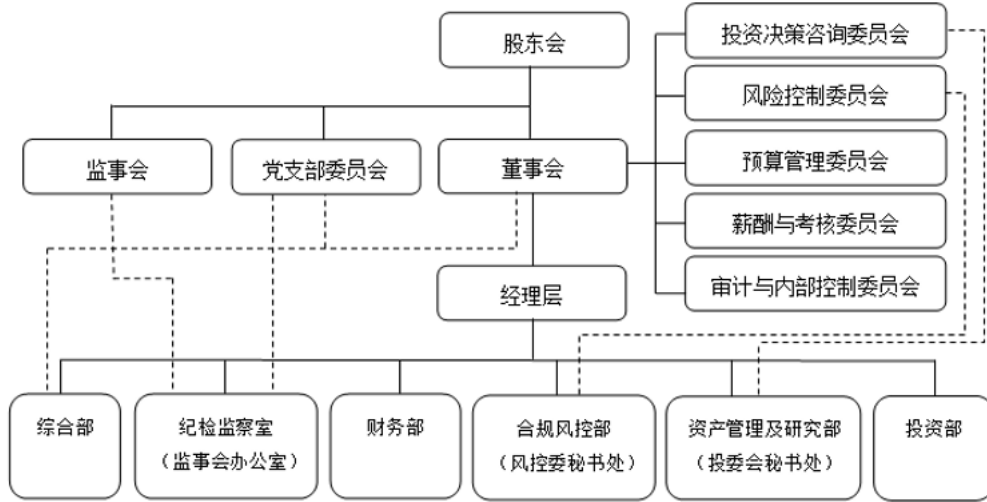 股东会
投资决策咨询委员会
风险控制委员会
监事会
党支部委员会
董事会
预算管理委员会
薪酬与考核委员会
经理层
审计与内部控制委员会
综合部
纪检监察室
（监事会办公室）
财务部
合规风控部
（风控委秘书处）
资产管理及研究部
（投委会秘书处）
投资部